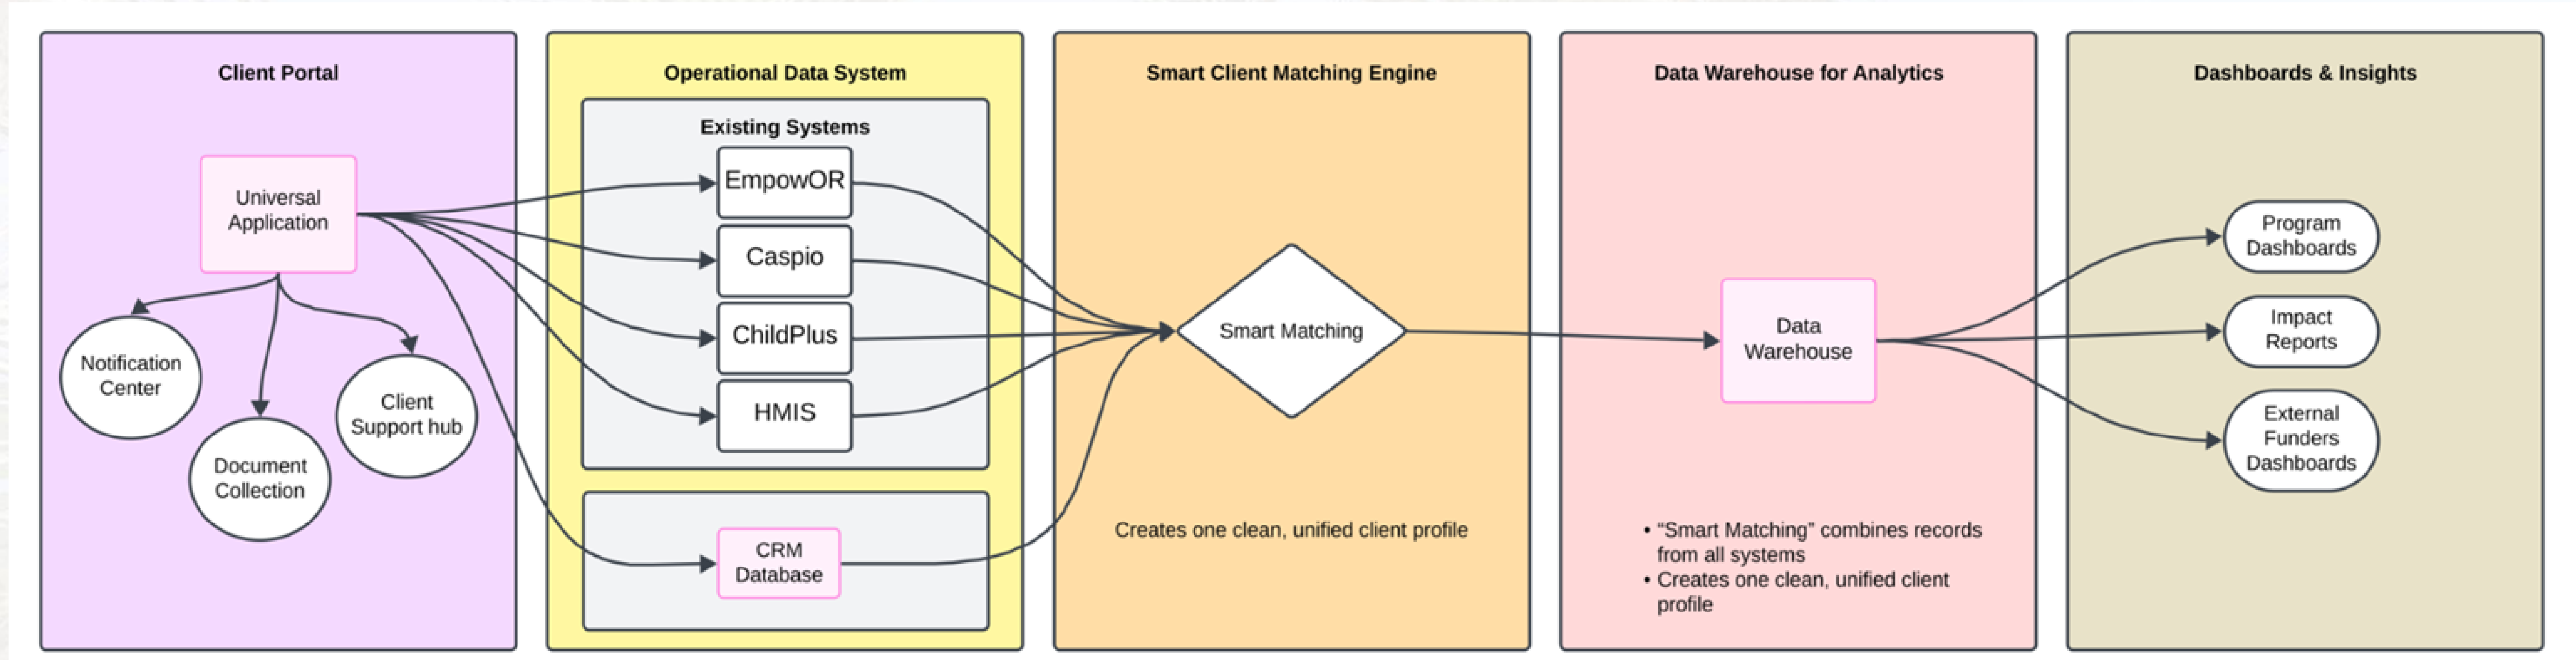 Client Portal
Universal
Application
Notification
Center
Document
Collection
Client
Support hub
Operational Data System
Existing Systems
EmpowOR
Caspio
ChildPlus
HMIS
CRM
Database
Smart Client Matching Engine
Smart Matching
Creates one clean, unified client profile
Data Warehouse for Analytics
Data
Warehouse
• “Smart Matching” combines records
from all systems
• Creates one clean, unified client
profile
Dashboards & Insights
Program
Dashboards
Impact
Reports
External
Funders
Dashboards